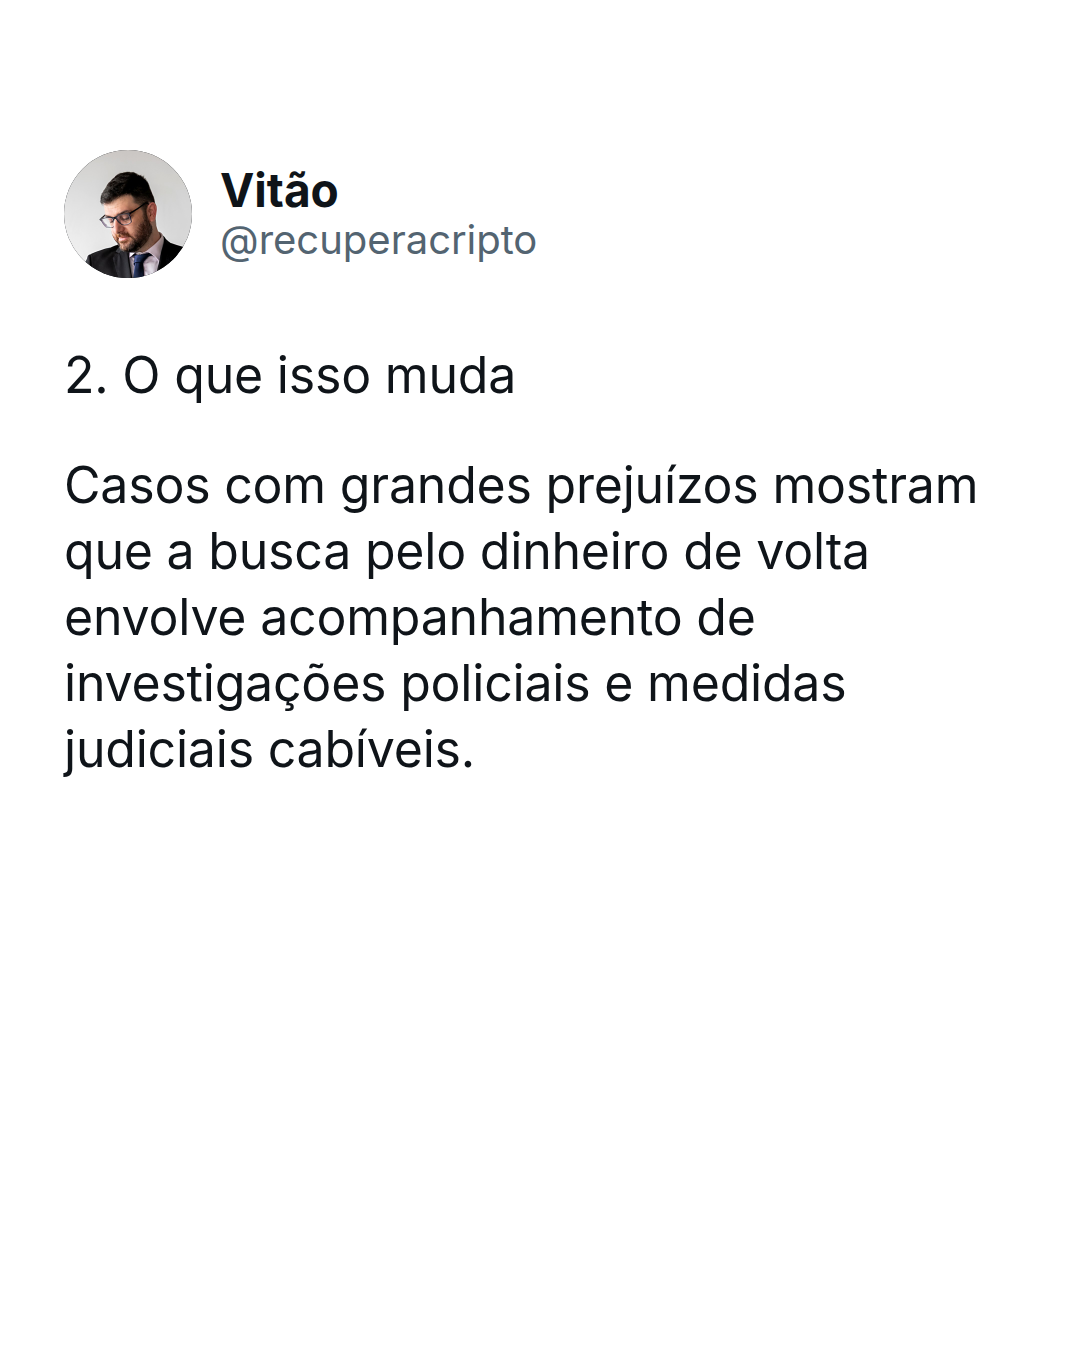 Vitão
@recuperacripto
2. O que isso muda
Casos com grandes prejuízos mostram
que a busca pelo dinheiro de volta
envolve acompanhamento de
investigações policiais e medidas
judiciais cabíveis.